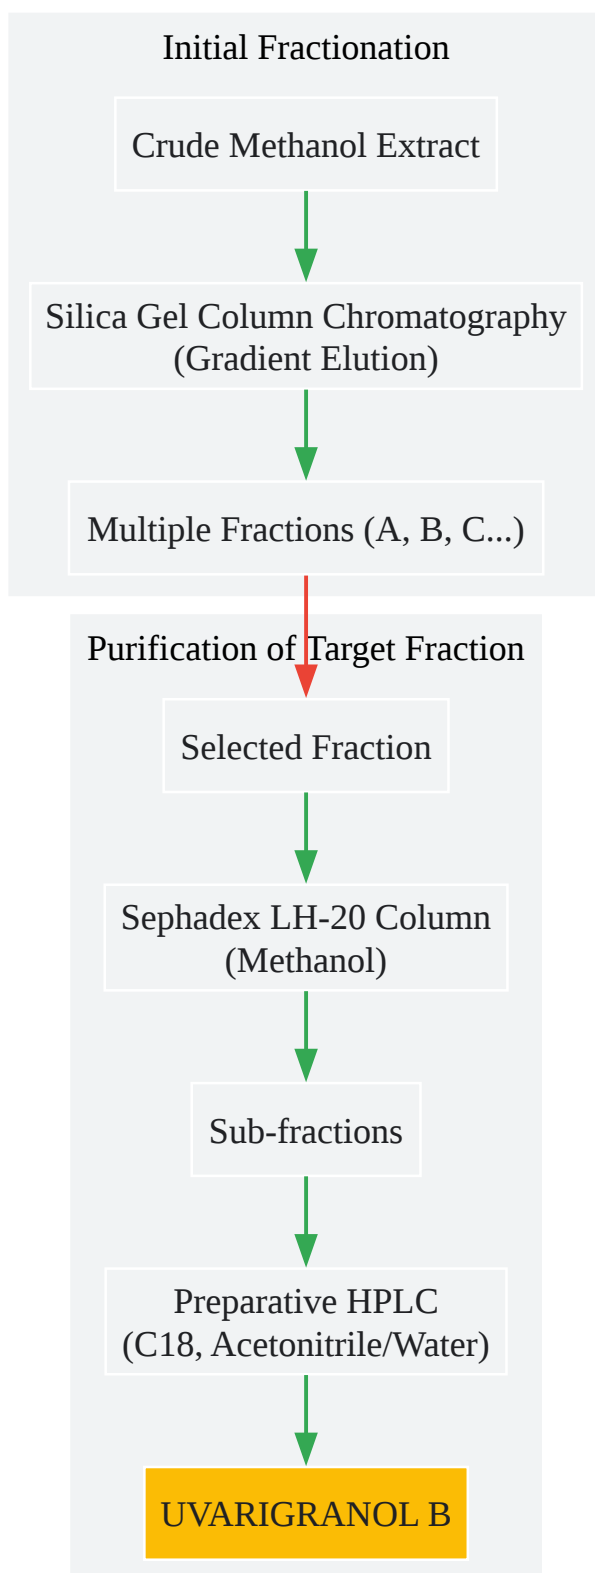 Initial Fractionation
Crude Methanol Extract
Silica Gel Column Chromatography
(Gradient Elution)
Multiple Fractions (A, B, C...)
Purification of Target Fraction
Selected Fraction
Sephadex LH-20 Column
(Methanol)
Sub-fractions
Preparative HPLC
(C18, Acetonitrile/Water)
UVARIGRANOL B